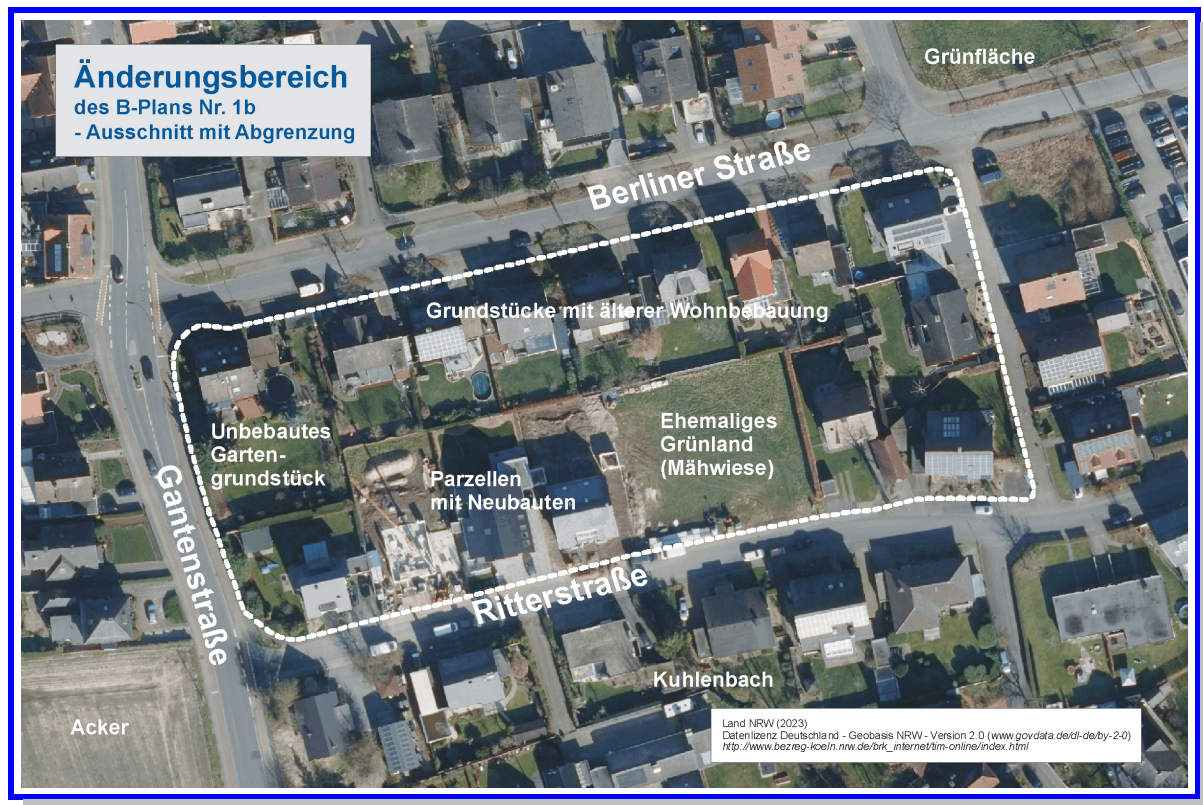 Änderungsbereich
des B-Plans Nr. 1b
- Ausschnitt mit Abgrenzung
Grünfläche
Berliner Straße
Grundstücke mit älterer Wohnbebauung
Unbebautes
Garten-
grundstück
Ehemaliges
Grünland
(Mähwiese)
Parzellen
mit Neubauten
Gantenstraße
Ritterstraße
Kuhlenbach
Acker
Land NRW (2023)
Datenlizenz Deutschland - Geobasis NRW - Version 2.0 (www.govdata.de/dl-de/by-2-0)
http://www.bezreg-koeln.nrw.de/brk_internet/tim-online/index.html